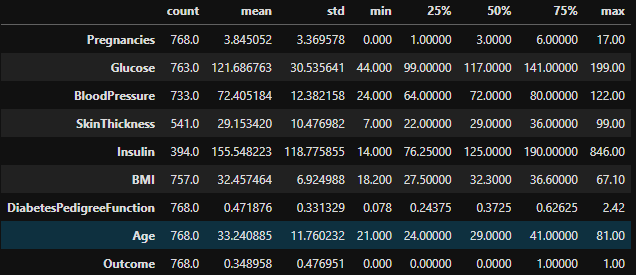 count mean std min 25% 50% 75% max
Pregnancies 768.0 3.845052 3.369578 0.000 1.00000 3.0000 6.00000 17.00
Glucose 763.0 121.686763 30.535641 44.000 99.00000 117.0000 141.00000 199.00
BloodPressure 733.0 72.405184 12.382158 24.000 64.00000 72.0000 80.00000 122.00
SkinThickness 541.0 29.153420 10.476982 7.000 22.00000 29.0000 36.00000 99.00
Insulin 394.0 155.548223 118.775855 14.000 76.25000 125.0000 190.00000 846.00
BMI 757.0 32.457464 6.924988 18.200 27.50000 32.3000 36.60000 67.10
DiabetesPedigreeFunction 768.0 0.471876 0.331329 0.078 0.24375 0.3725 0.62625 2.42
Age 768.0 33.240885 11.760232 21.000 24.00000 29.0000 41.00000 81.00
Outcome 768.0 0.348958 0.476951 0.000 0.00000 0.0000 1.00000 1.00